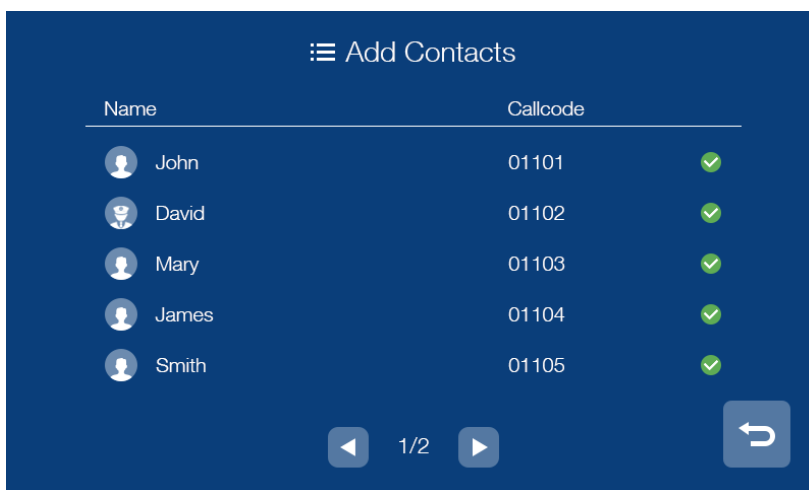 Add Contacts
Name Callcode
John 01101
David 01102
Mary 01103
James 01104
Smith 01105
1/2